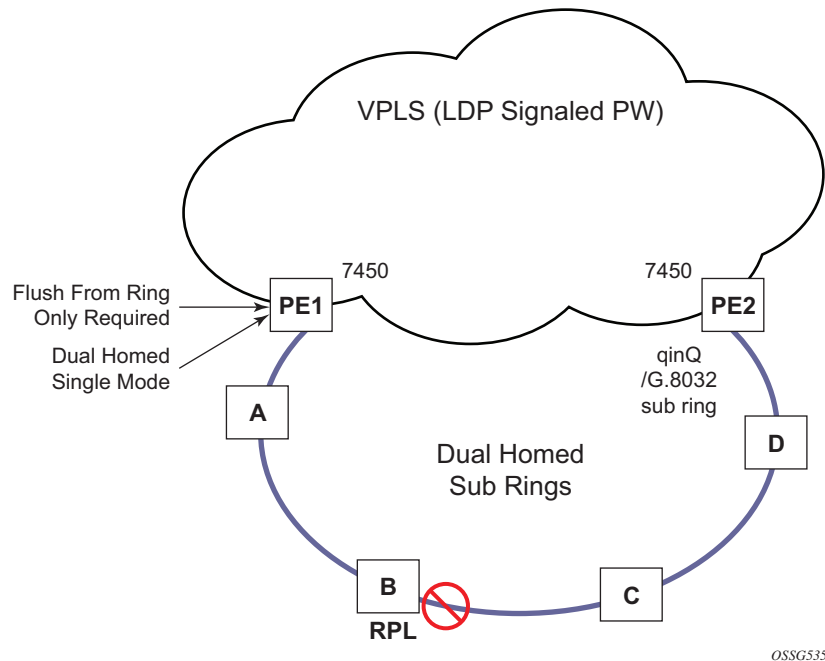 VPLS (LDP Signaled PW)
7450
7450
Flush From Ring
Only Required
PE1
PE2
Dual Homed
Single Mode
qinQ
/G.8032
sub ring
A
D
Dual Homed
Sub Rings
B
C
RPL
OSSG535